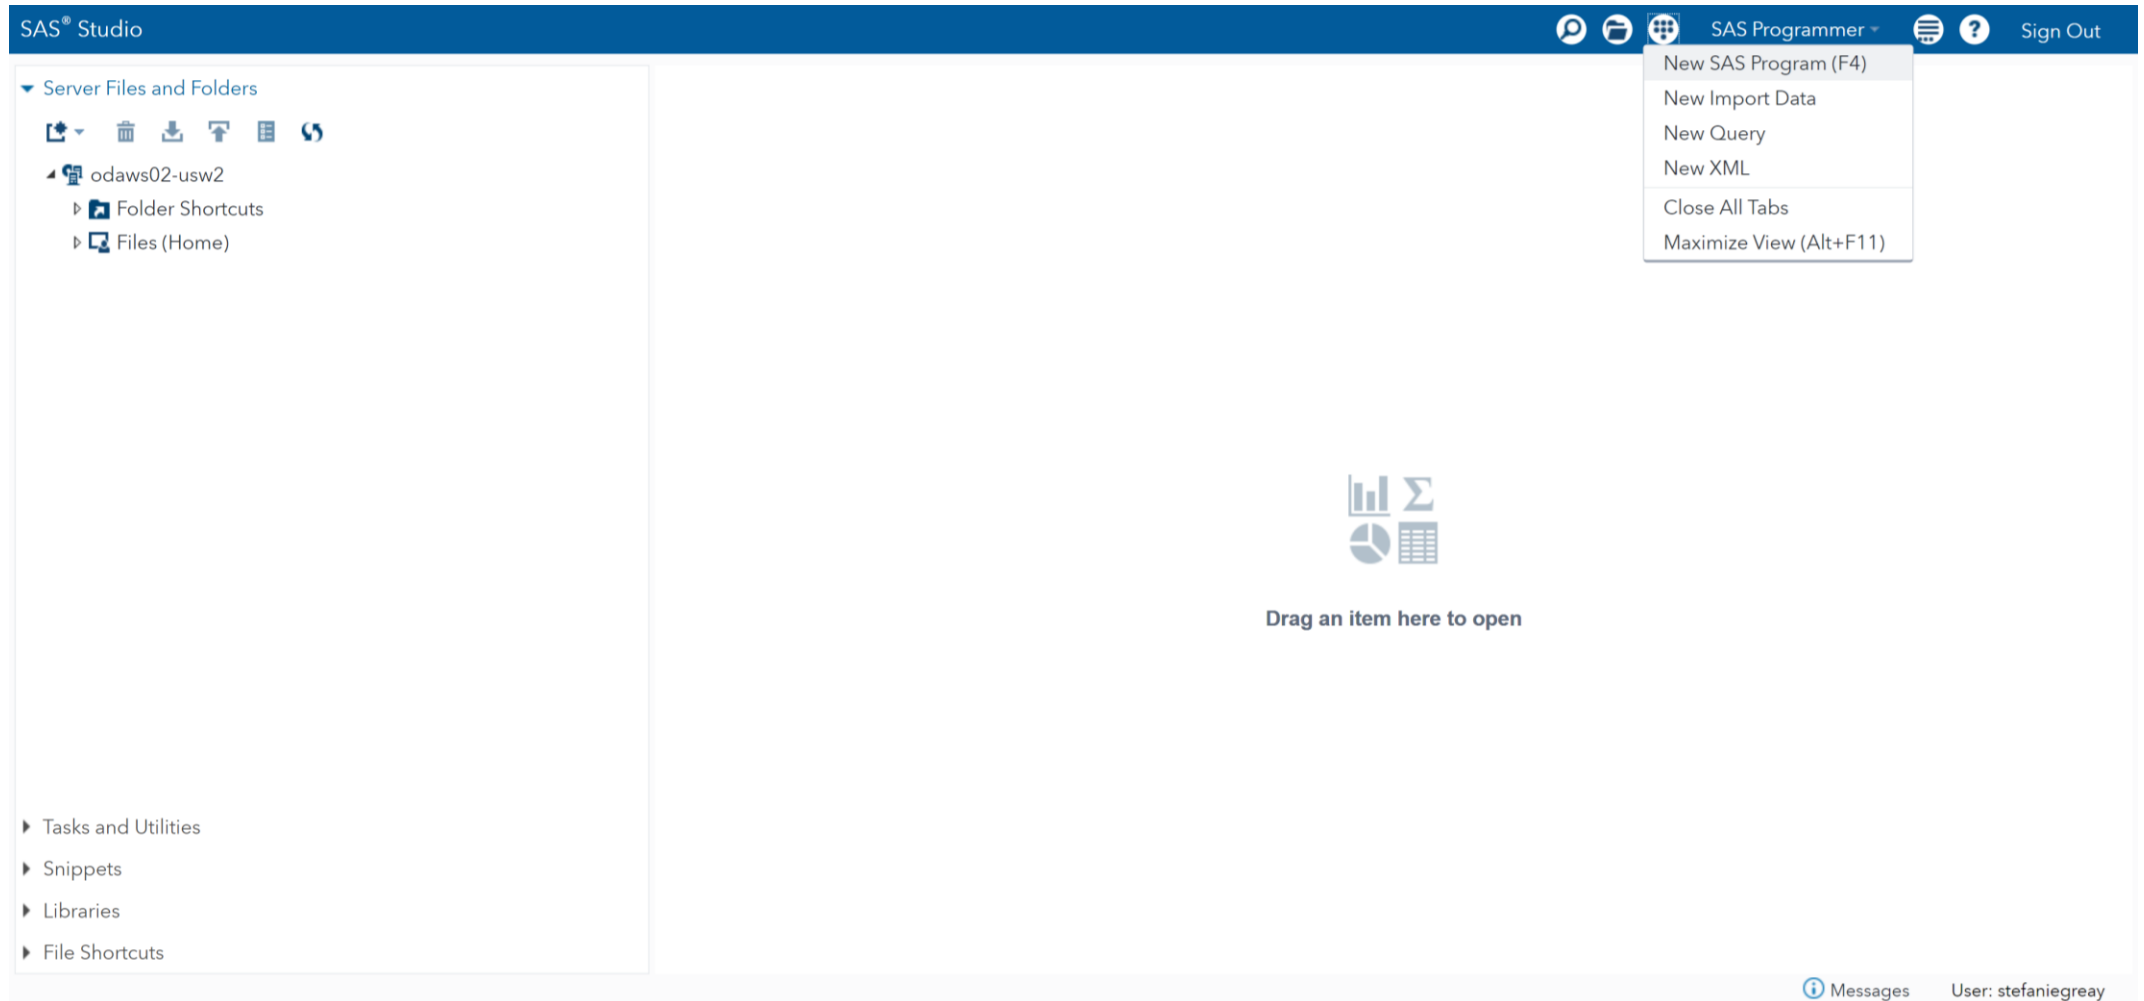 SAS® Studio
SAS Programmer
Sign Out
New SAS Program (F4)
New Import Data
New Query
New XML
Close All Tabs
Maximize View (Alt+F11)
Server Files and Folders
odaws02-usw2
Folder Shortcuts
Files (Home)
Drag an item here to open
Tasks and Utilities
Snippets
Libraries
File Shortcuts
Messages
User: stefaniegreay